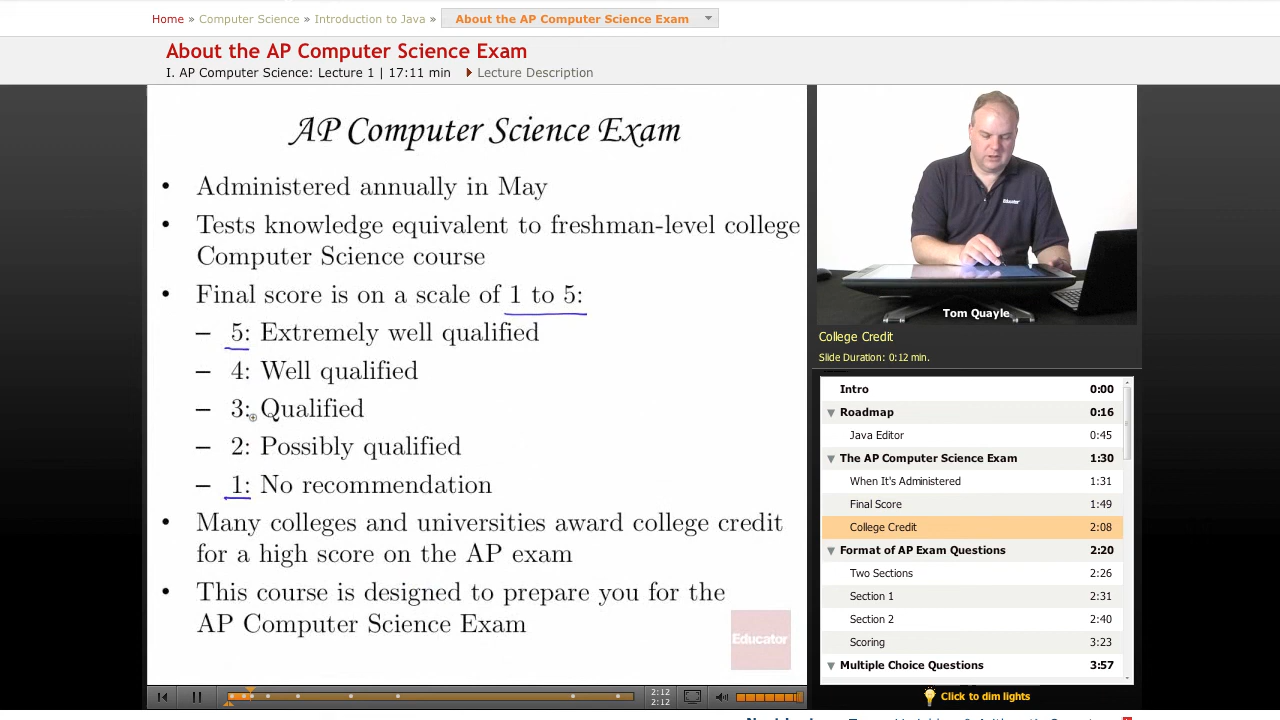 Home » Computer Science » Introduction to Java » About the AP Computer Science Exam
About the AP Computer Science Exam
I. AP Computer Science: Lecture 1 | 17:11 min Lecture Description
AP Computer Science Exam
• Administered annually in May
• Tests knowledge equivalent to freshman-level college
Computer Science course
• Final score is on a scale of 1 to 5:
– 5: Extremely well qualified
– 4: Well qualified
– 3: Qualified
– 2: Possibly qualified
– 1: No recommendation
• Many colleges and universities award college credit
for a high score on the AP exam
• This course is designed to prepare you for the
AP Computer Science Exam
Educator
2:12
2:12
Educator
Tom Quayle
College Credit
Slide Duration: 0:12 min.
Intro 0:00
Roadmap 0:16
Java Editor 0:45
The AP Computer Science Exam 1:30
When It's Administered 1:31
Final Score 1:49
College Credit 2:08
Format of AP Exam Questions 2:20
Two Sections 2:26
Section 1 2:31
Section 2 2:40
Scoring 3:23
Multiple Choice Questions 3:57
Click to dim lights